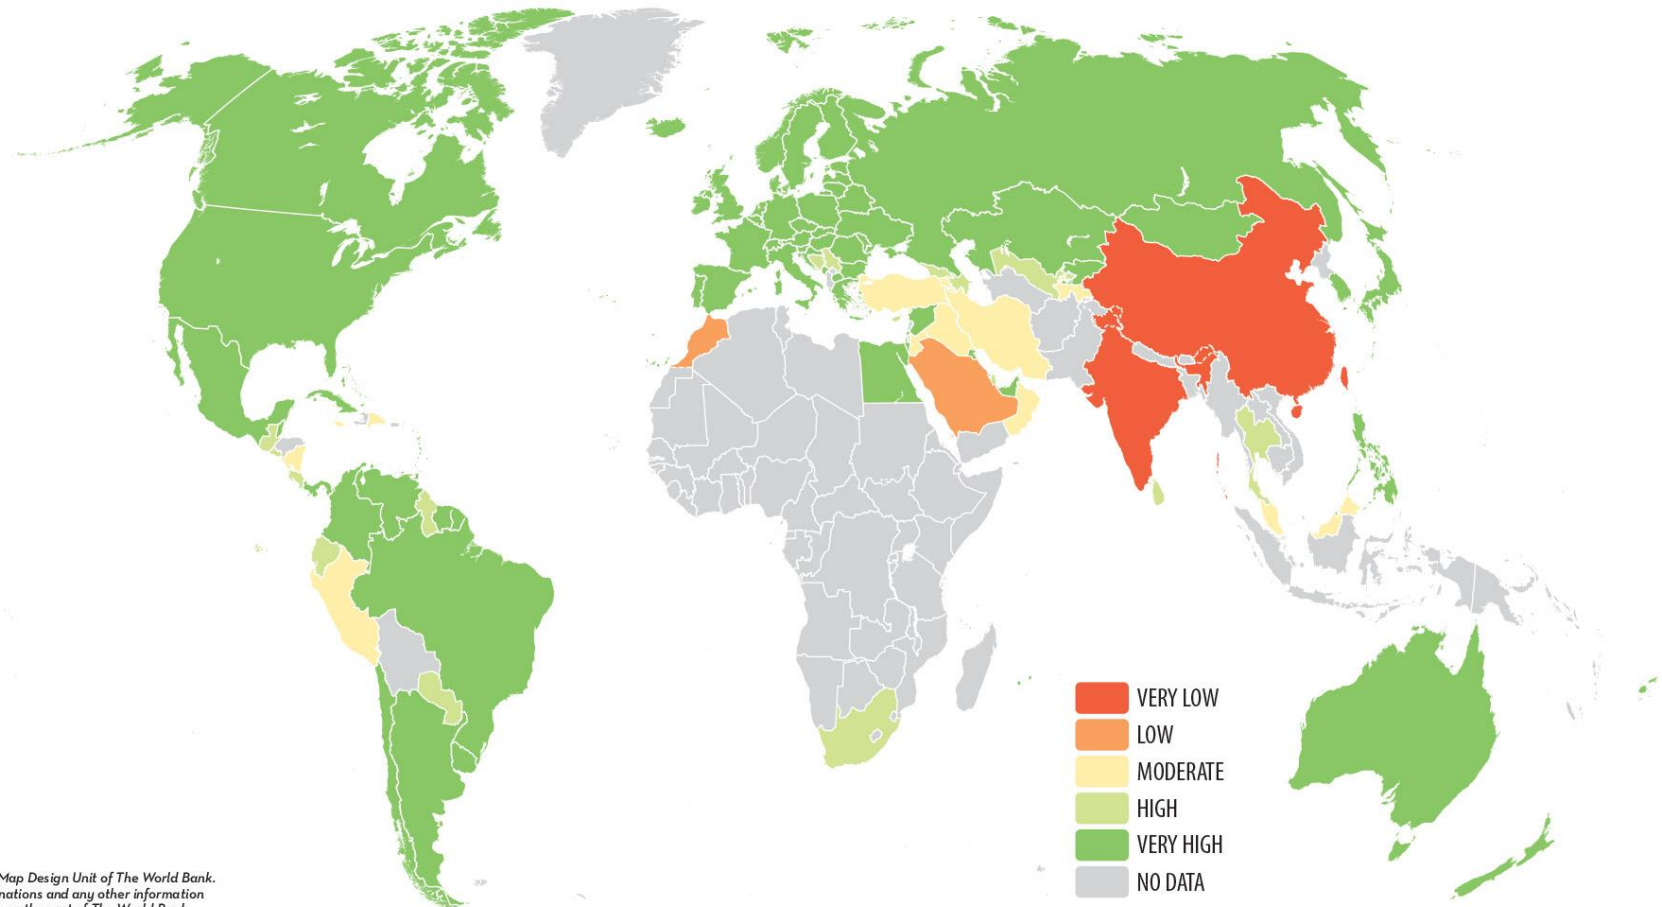 VERY LOW
LOW
MODERATE
HIGH
VERY HIGH
NO DATA
Map Design Unit of The World Bank.
nations and any other information